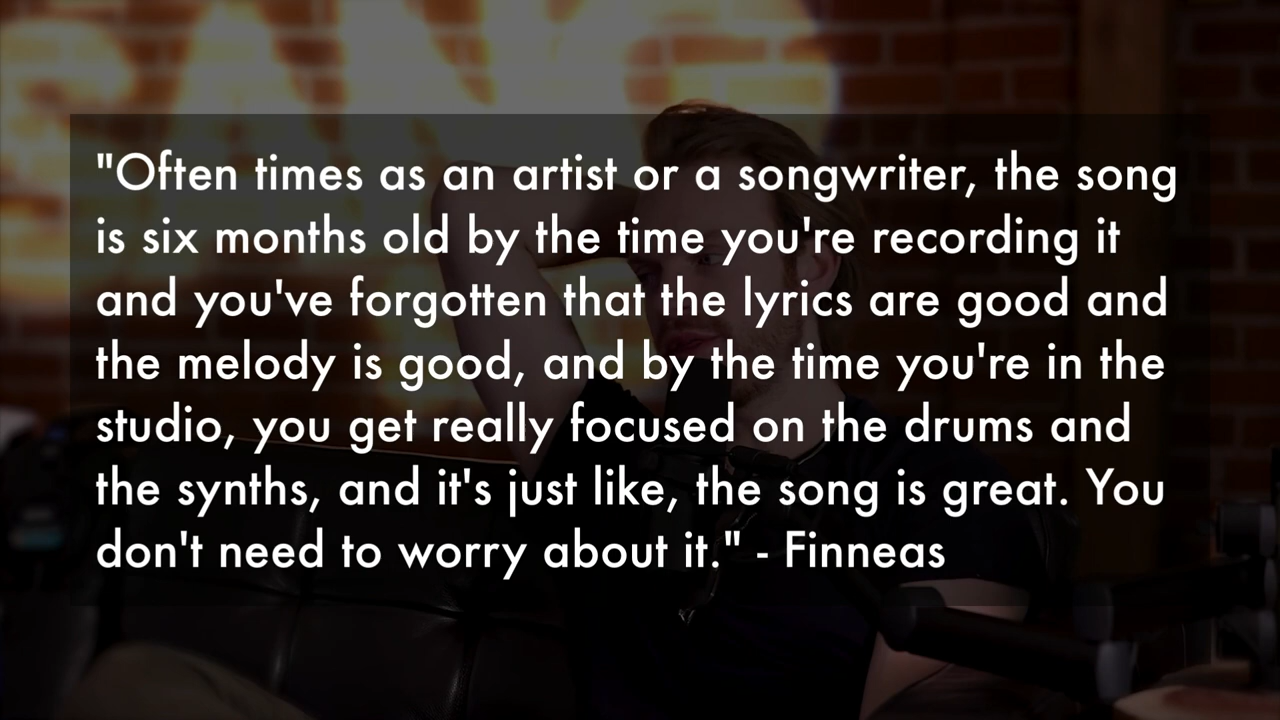 "Often times as an artist or a songwriter, the song
is six months old by the time you're recording it
and you've forgotten that the lyrics are good and
the melody is good, and by the time you're in the
studio, you get really focused on the drums and
the synths, and it's just like, the song is great. You
don't need to worry about it." - Finneas